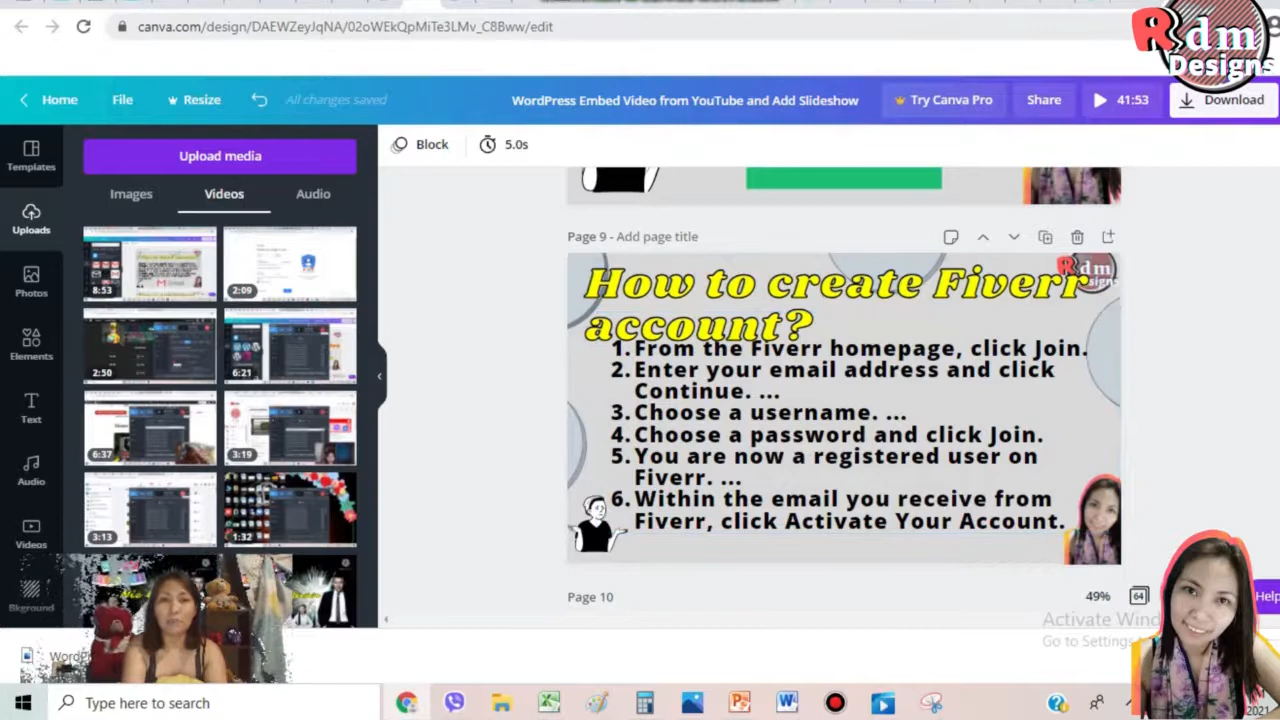 canva.com/design/DAEWZeyJqNA/02oWEkQpMiTe3LMv_C8Bww/edit
Rdm
Designs
Home File Resize All changes saved WordPress Embed Video from YouTube and Add Slideshow Try Canva Pro Share 41:53 Download
Templates
Uploads
Photos
Elements
Text
Audio
Videos
Bkground
Upload media
Images Videos Audio
8:53 2:09
2:50 6:21
6:37 3:19
3:13 1:32
Block 5.0s
Page 9 - Add page title
Rdm
How to create Fiverr
account?
1. From the Fiverr homepage, click Join.
2. Enter your email address and click
Continue. ...
3. Choose a username. ...
4. Choose a password and click Join.
5. You are now a registered user on
Fiverr. ...
6. Within the email you receive from
Fiverr, click Activate Your Account.
Page 10
49% 64 Help
Activate Wind
Go to Settings
WordPr
Type here to search
2021